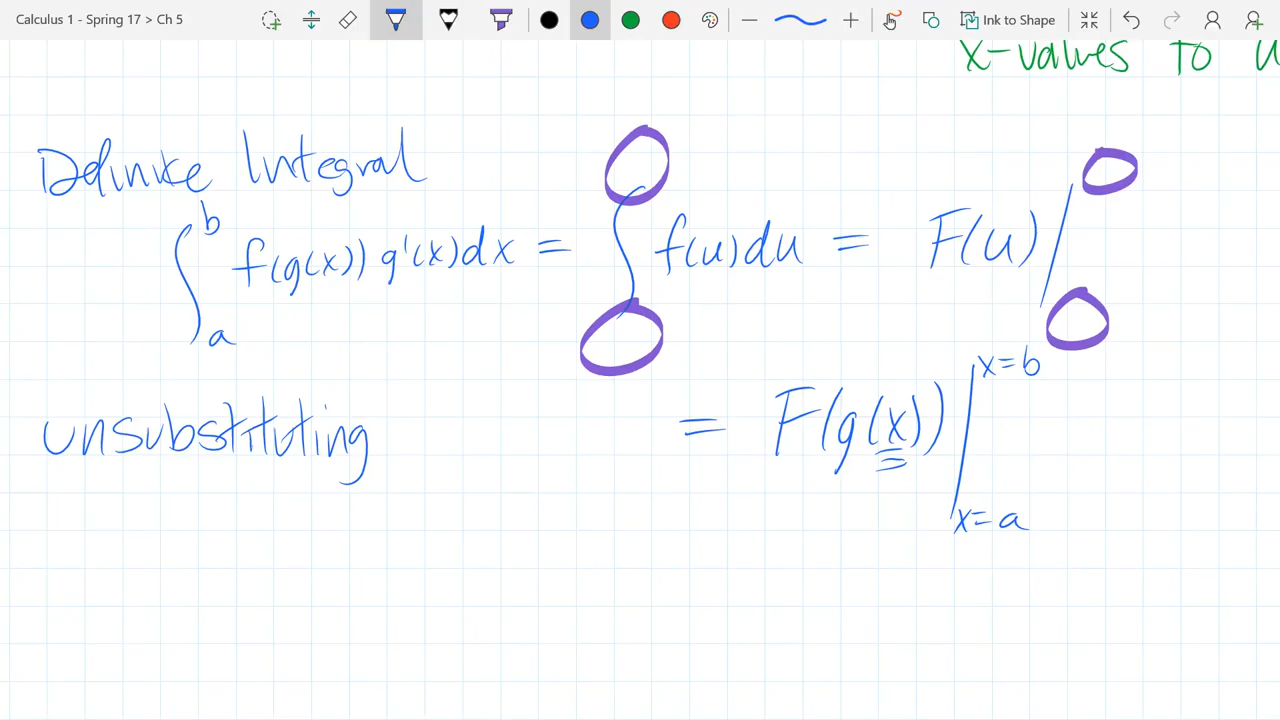 Calculus 1 - Spring 17 > Ch 5
Ink to Shape
x-values to u
Definite Integral
∫_a^b f(g(x)) g'(x)dx = ∫ f(u)du = F(u) |
unsubstituting = F(g(x)) |_{x=a}^{x=b}